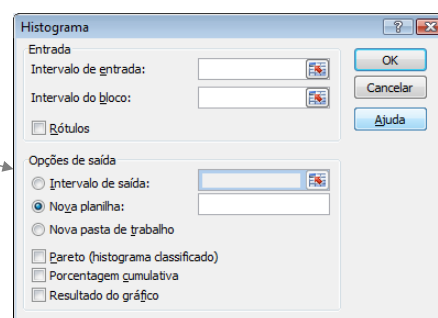 Histograma
Entrada
Intervalo de entrada:
Intervalo do bloco:
Rótulos
OK
Cancelar
Ajuda
Opções de saída
Intervalo de saída:
Nova planilha:
Nova pasta de trabalho
Pareto (histograma classificado)
Porcentagem cumulativa
Resultado do gráfico